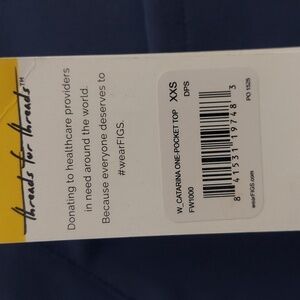 threads for threads™
Donating to healthcare providers
in need around the world.
Because everyone deserves to
#wearFIGS.
XXS
DPS
W_CATARINA ONE-POCKET TOP
FW1000
8 41531 19748 3
wearFIGS.com
PO 1525